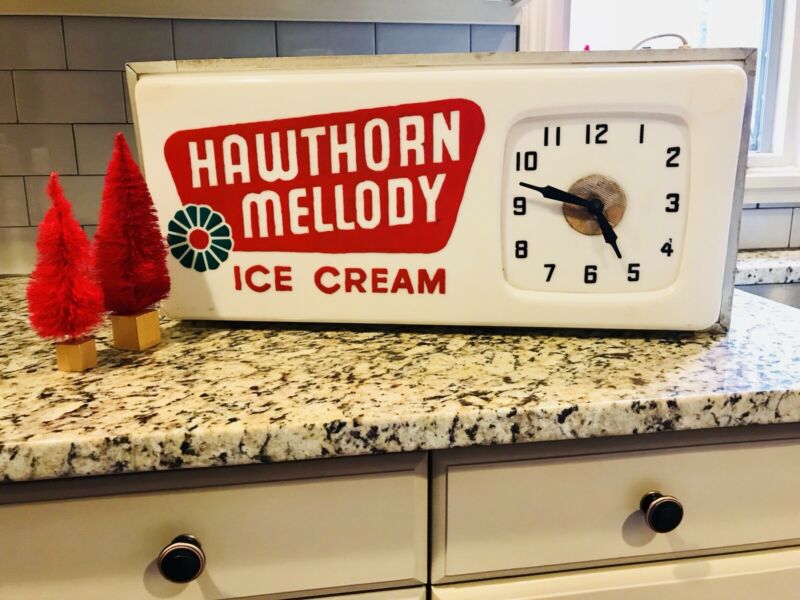 HAWTHORN
MELLODY
ICE CREAM
11 12 1
10 2
9 3
8 4
7 6 5